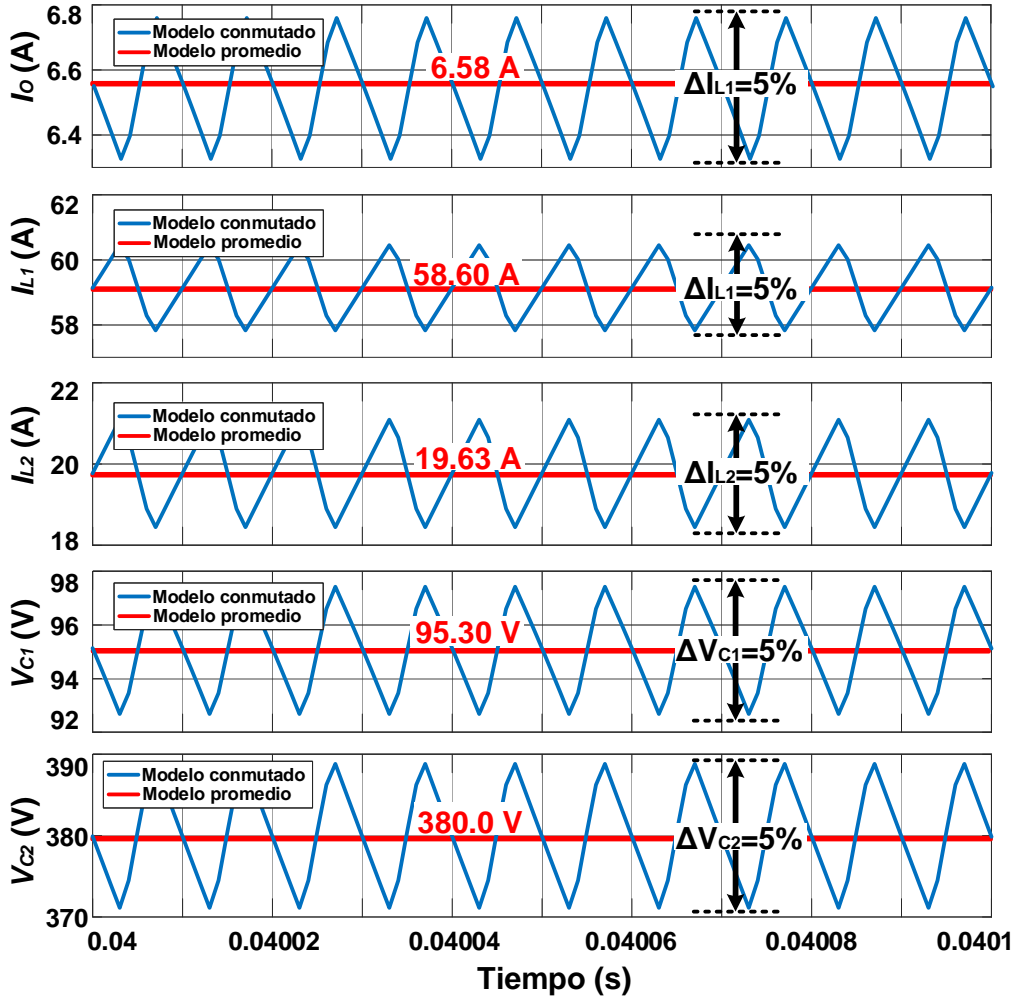 6.8
6.6
6.4
I_O (A)
Modelo conmutado
Modelo promedio
6.58 A
ΔI_L1=5%
62
60
58
I_L1 (A)
Modelo conmutado
Modelo promedio
58.60 A
ΔI_L1=5%
22
20
18
I_L2 (A)
Modelo conmutado
Modelo promedio
19.63 A
ΔI_L2=5%
98
96
94
92
V_C1 (V)
Modelo conmutado
Modelo promedio
95.30 V
ΔV_C1=5%
390
380
370
V_C2 (V)
Modelo conmutado
Modelo promedio
380.0 V
ΔV_C2=5%
0.04 0.04002 0.04004 0.04006 0.04008 0.0401
Tiempo (s)